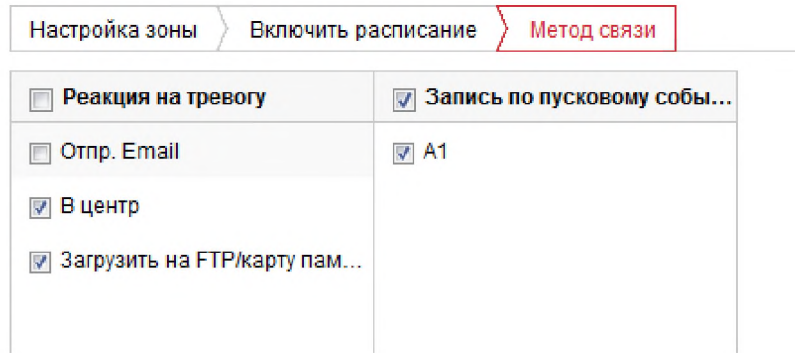 Настройка зоны Включить расписание Метод связи
Реакция на тревогу Запись по пусковому собы...
Отпр. Email A1
В центр
Загрузить на FTP/карту пам...